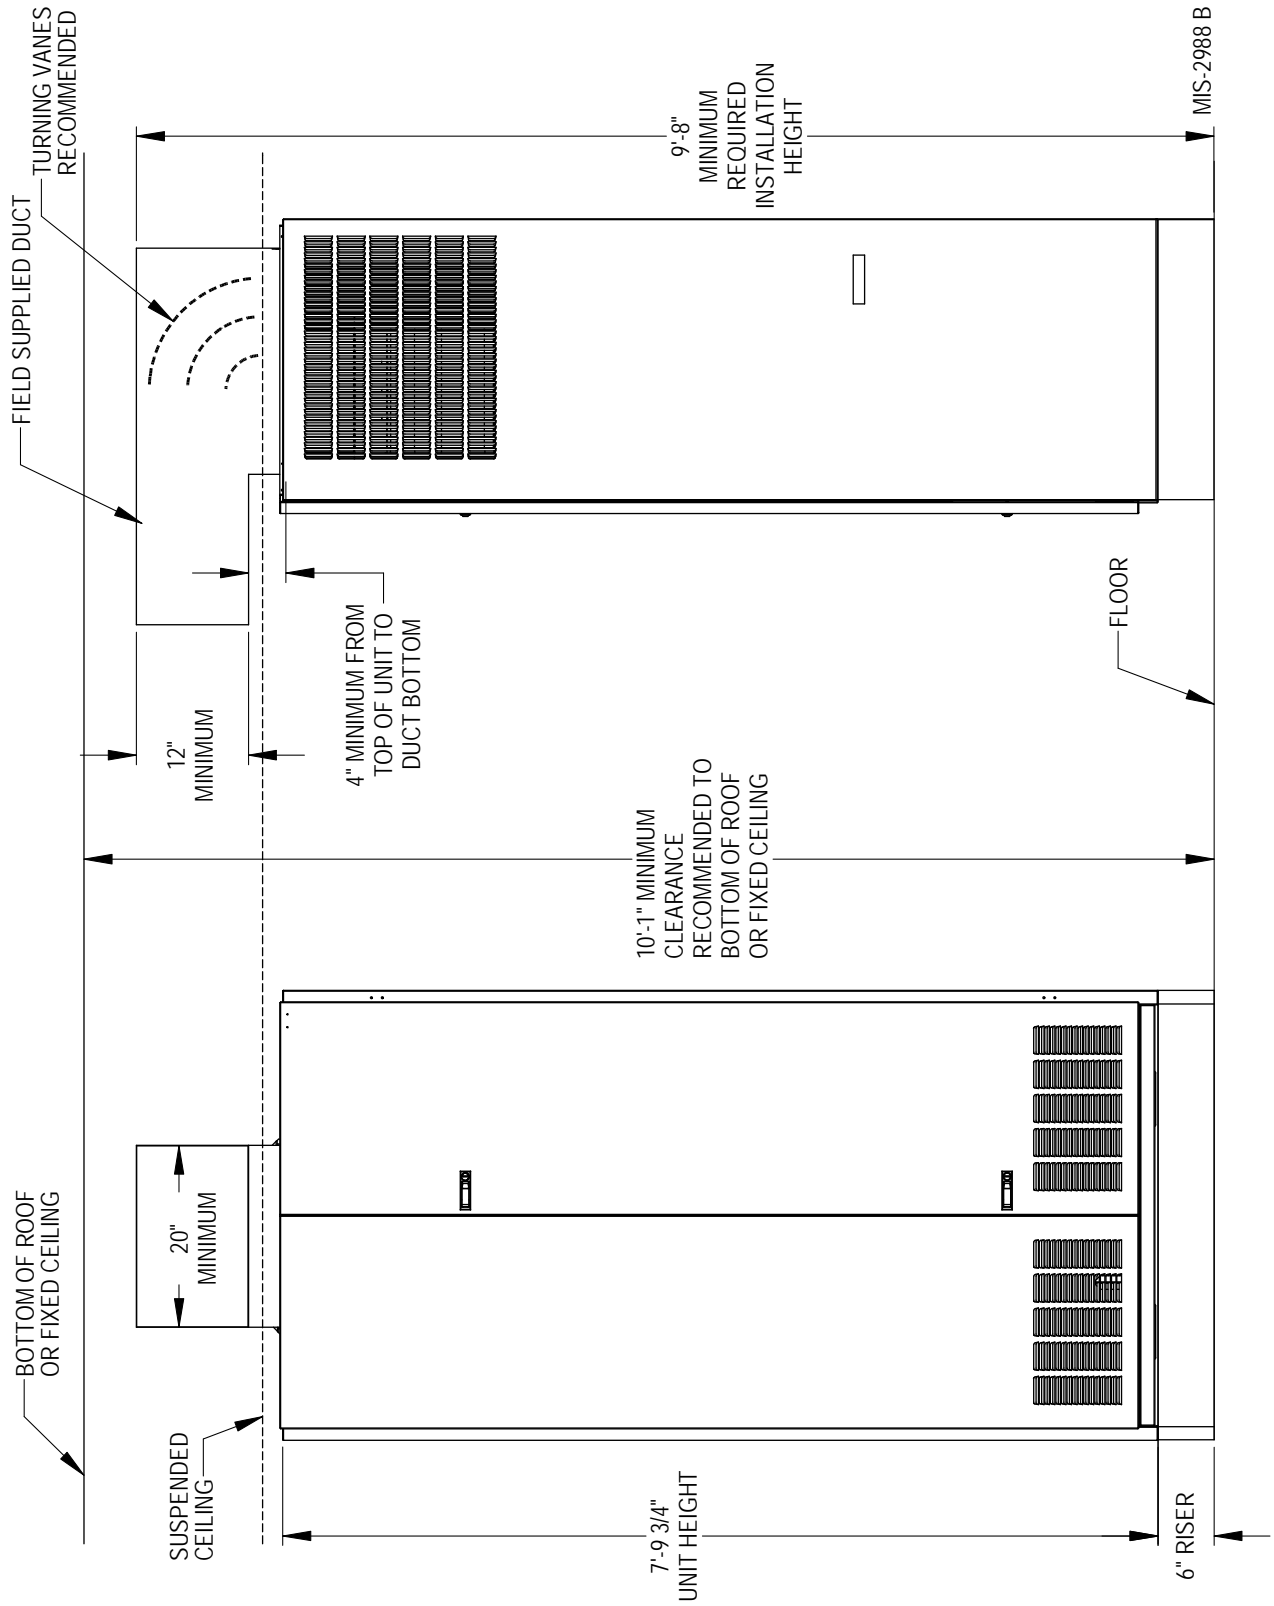 BOTTOM OF ROOF
OR FIXED CEILING
SUSPENDED
CEILING
20"
MINIMUM
7'-9 3/4"
UNIT HEIGHT
6" RISER
10'-1" MINIMUM
CLEARANCE
RECOMMENDED TO
BOTTOM OF ROOF
OR FIXED CEILING
FIELD SUPPLIED DUCT
TURNING VANES
RECOMMENDED
12"
MINIMUM
4" MINIMUM FROM
TOP OF UNIT TO
DUCT BOTTOM
9'-8"
MINIMUM
REQUIRED
INSTALLATION
HEIGHT
FLOOR
MIS-2988 B